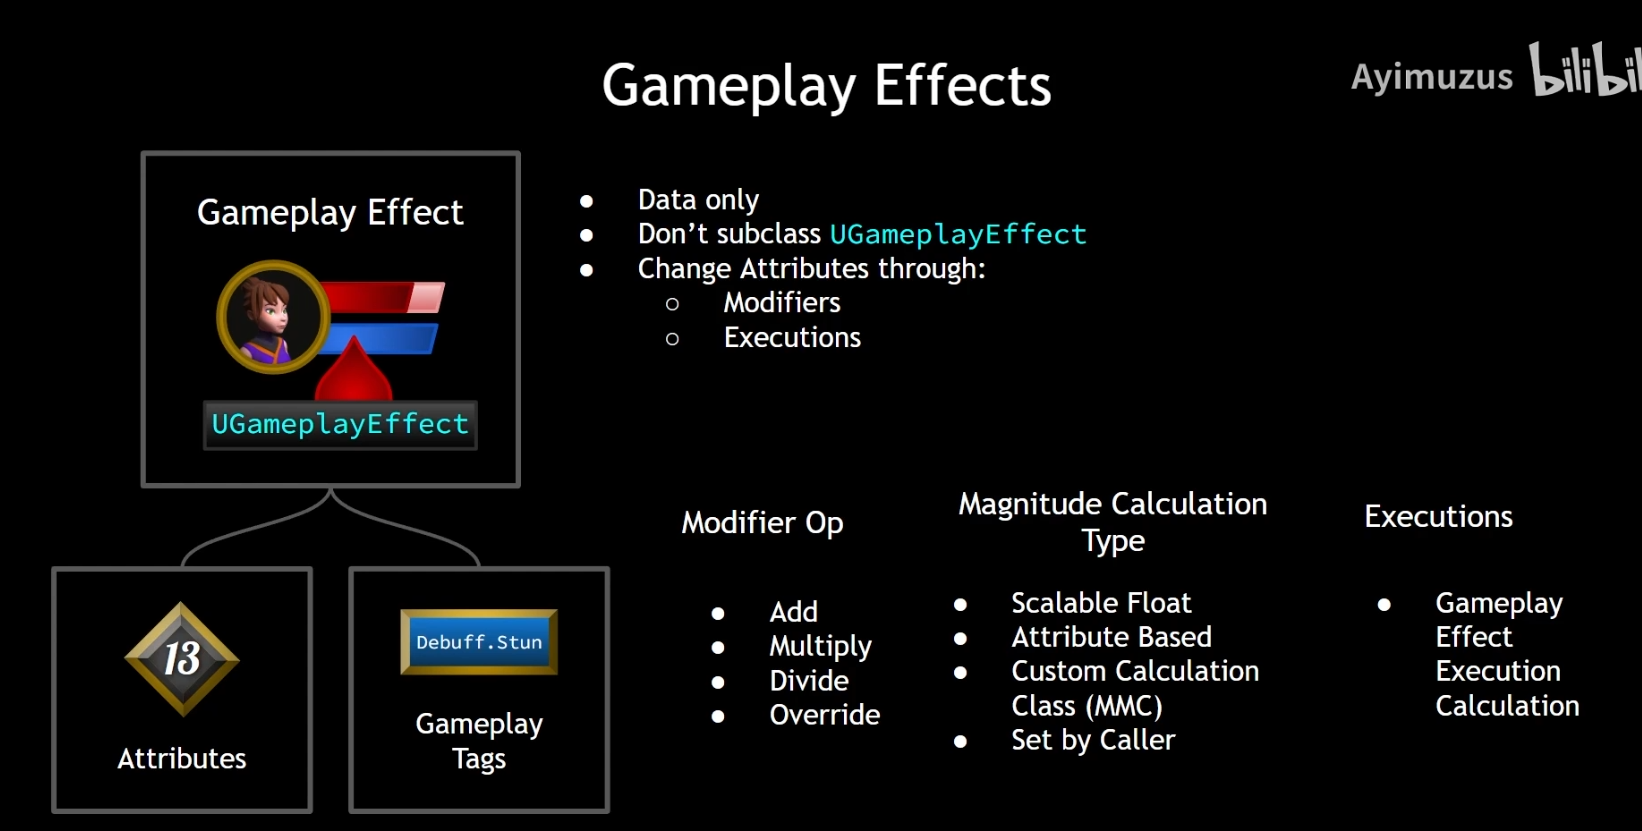 Gameplay Effects
Ayimuzus bilibili
Gameplay Effect
UGameplayEffect
Data only
Don't subclass UGameplayEffect
Change Attributes through:
Modifiers
Executions
13
Attributes
Debuff.Stun
Gameplay
Tags
Modifier Op
Add
Multiply
Divide
Override
Magnitude Calculation
Type
Scalable Float
Attribute Based
Custom Calculation
Class (MMC)
Set by Caller
Executions
Gameplay
Effect
Execution
Calculation